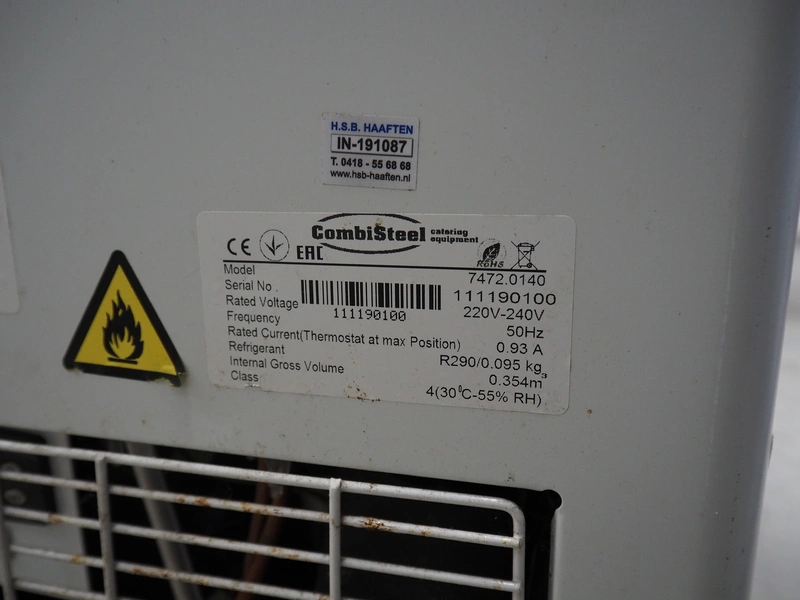 H.S.B. HAAFTEN
IN-191087
T. 0418 - 55 68 68
www.hsb-haaften.nl
CombiSteel catering equipment
CE EAC RoHS
Model 7472.0140
Serial No. 111190100 111190100
Rated Voltage 220V-240V
Frequency 50Hz
Rated Current(Thermostat at max Position) 0.93 A
Refrigerant R290/0.095 kg
Internal Gross Volume 0.354m³
Class 4(30°C-55% RH)